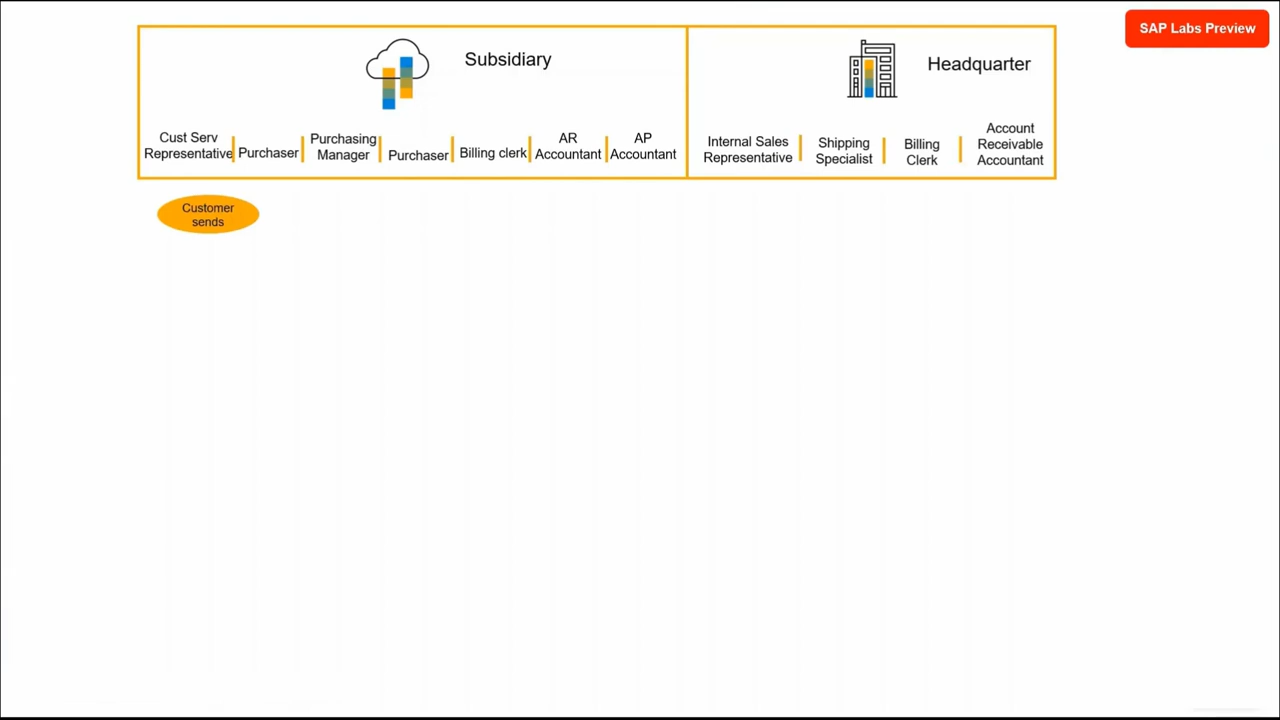 SAP Labs Preview
Subsidiary
Headquarter
Cust Serv
Representative
Purchaser
Purchasing
Manager
Purchaser
Billing clerk
AR
Accountant
AP
Accountant
Internal Sales
Representative
Shipping
Specialist
Billing
Clerk
Account
Receivable
Accountant
Customer
sends